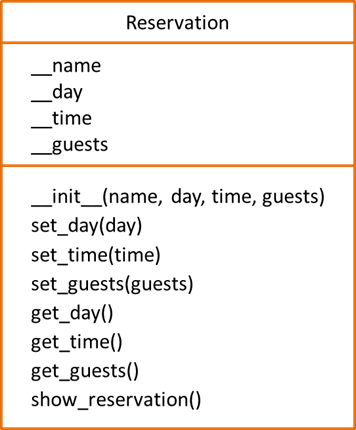 Reservation
__name
__day
__time
__guests
__init__(name, day, time, guests)
set_day(day)
set_time(time)
set_guests(guests)
get_day()
get_time()
get_guests()
show_reservation()